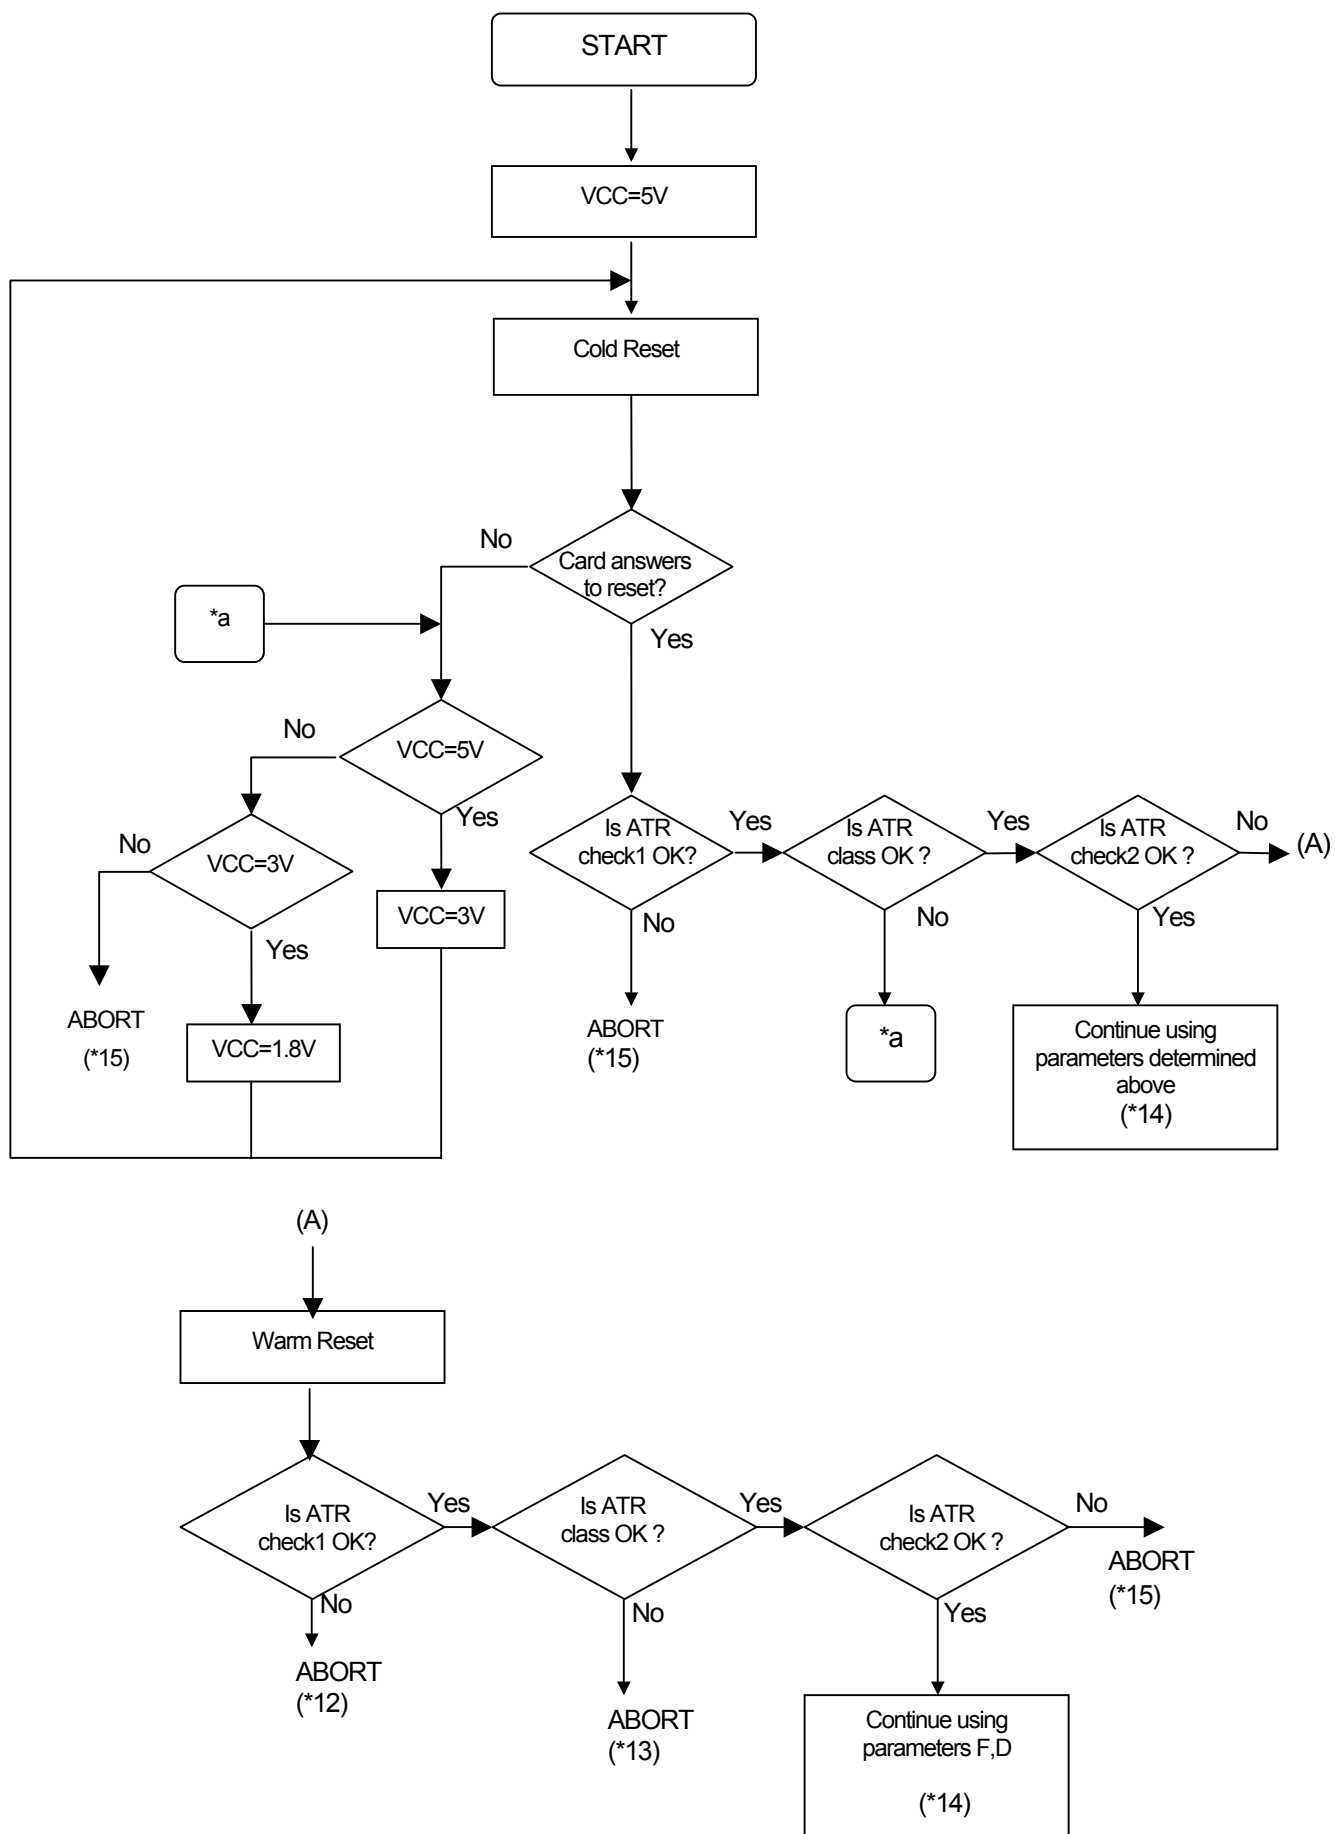 START
VCC=5V
Cold Reset
No
Card answers
to reset?
*a
Yes
No
VCC=5V
Yes
No
VCC=3V
Is ATR
check1 OK?
Yes
Is ATR
class OK ?
Yes
Is ATR
check2 OK ?
No
(A)
VCC=3V
Yes
No
No
Yes
ABORT
(*15)
VCC=1.8V
ABORT
(*15)
*a
Continue using
parameters determined
above
(*14)
(A)
Warm Reset
Is ATR
check1 OK?
Yes
Is ATR
class OK ?
Yes
Is ATR
check2 OK ?
No
ABORT
(*15)
No
No
Yes
ABORT
(*12)
ABORT
(*13)
Continue using
parameters F,D
(*14)